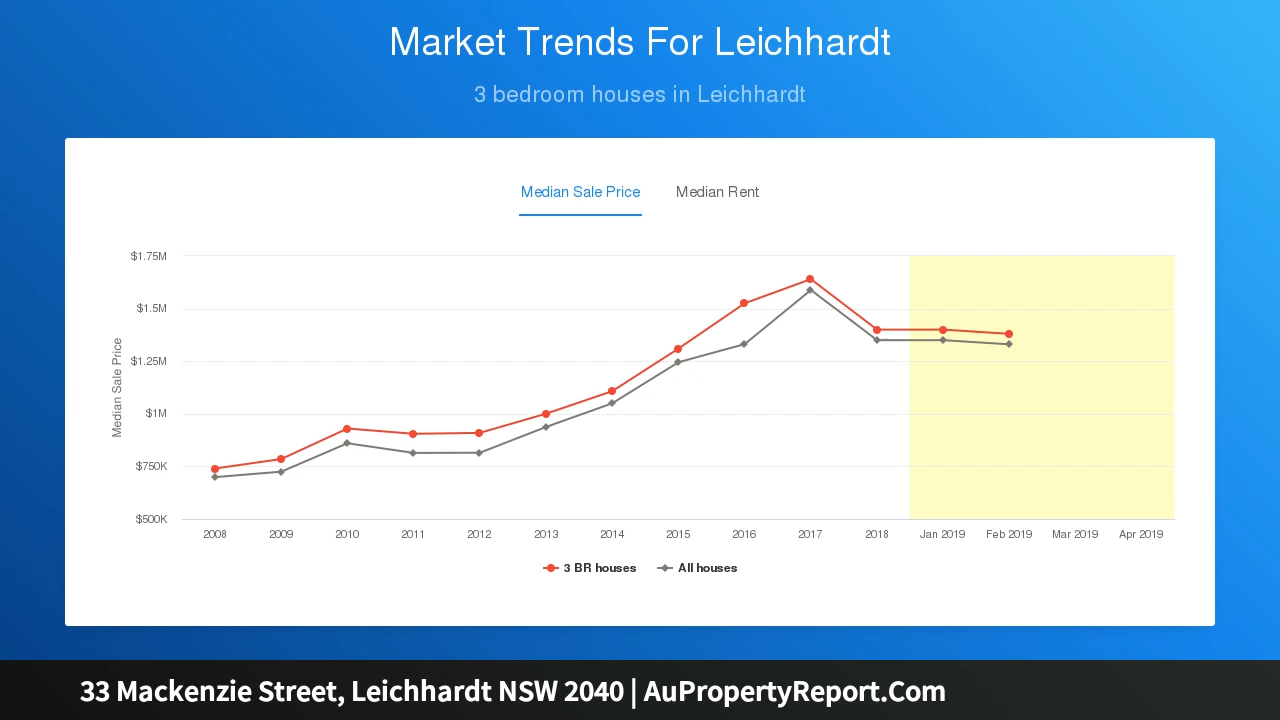 Market Trends For Leichhardt
3 bedroom houses in Leichhardt
Median Sale Price Median Rent
Median Sale Price
$1.75M
$1.5M
$1.25M
$1M
$750K
$500K
2008 2009 2010 2011 2012 2013 2014 2015 2016 2017 2018 Jan 2019 Feb 2019 Mar 2019 Apr 2019
3 BR houses All houses
33 Mackenzie Street, Leichhardt NSW 2040 | AuPropertyReport.Com